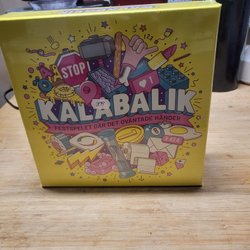 STOP!
KALABALIK
FESTSPELET DÄR DET OVÄNTADE HÄNDER